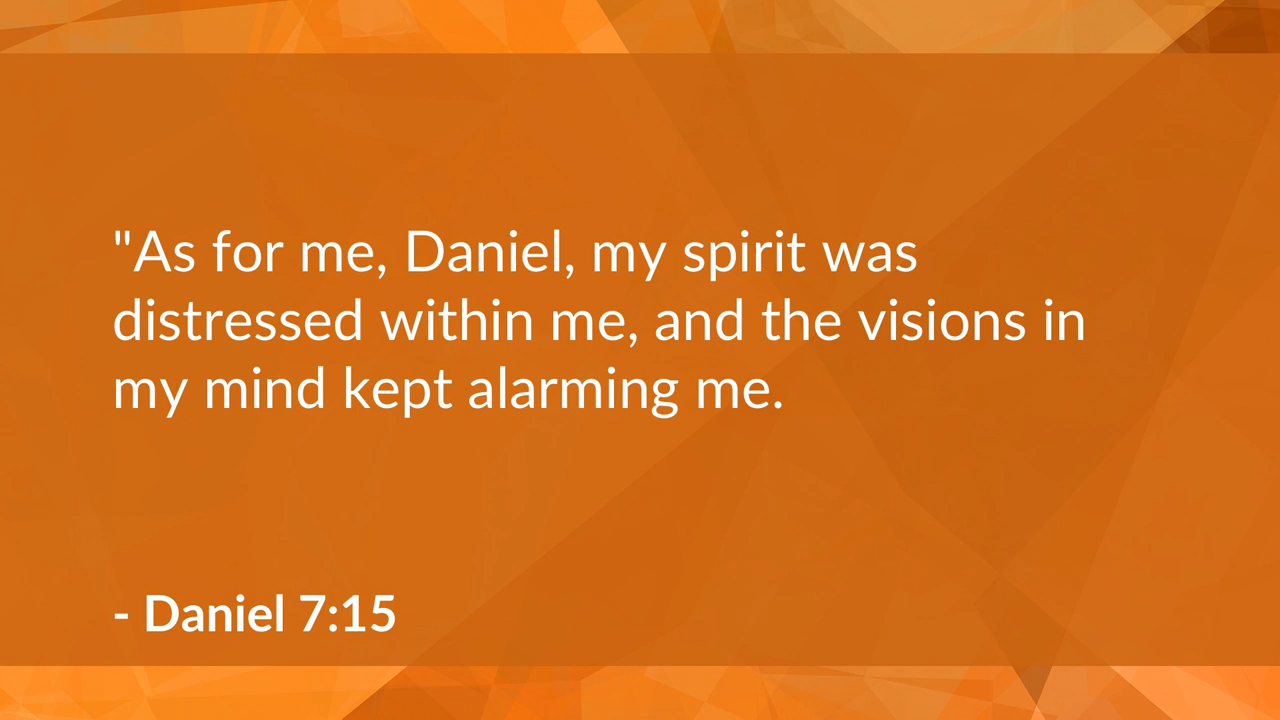 "As for me, Daniel, my spirit was
distressed within me, and the visions in
my mind kept alarming me.
- Daniel 7:15